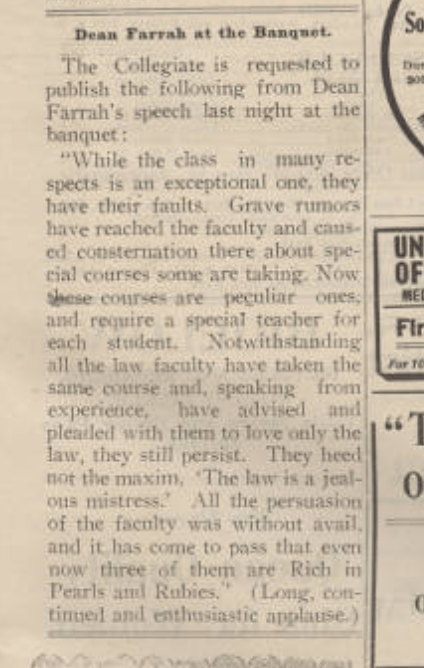 Dean Farrah at the Banquet.
The Collegiate is requested to
publish the following from Dean
Farrah's speech last night at the
banquet:
"While the class in many re-
spects is an exceptional one, they
have their faults. Grave rumors
have reached the faculty and caus-
ed consternation there about spe-
cial courses some are taking. Now
these courses are peculiar ones,
and require a special teacher for
each student. Notwithstanding
all the law faculty have taken the
same course and, speaking from
experience, have advised and
pleaded with them to love only the
law, they still persist. They heed
not the maxim, 'The law is a jeal-
ous mistress.' All the persuasion
of the faculty was without avail,
and it has come to pass that even
now three of them are Rich in
Pearls and Rubies." (Long, con-
tinued and enthusiastic applause.)
So
UN
OF
MED
Fir
For 10
"T